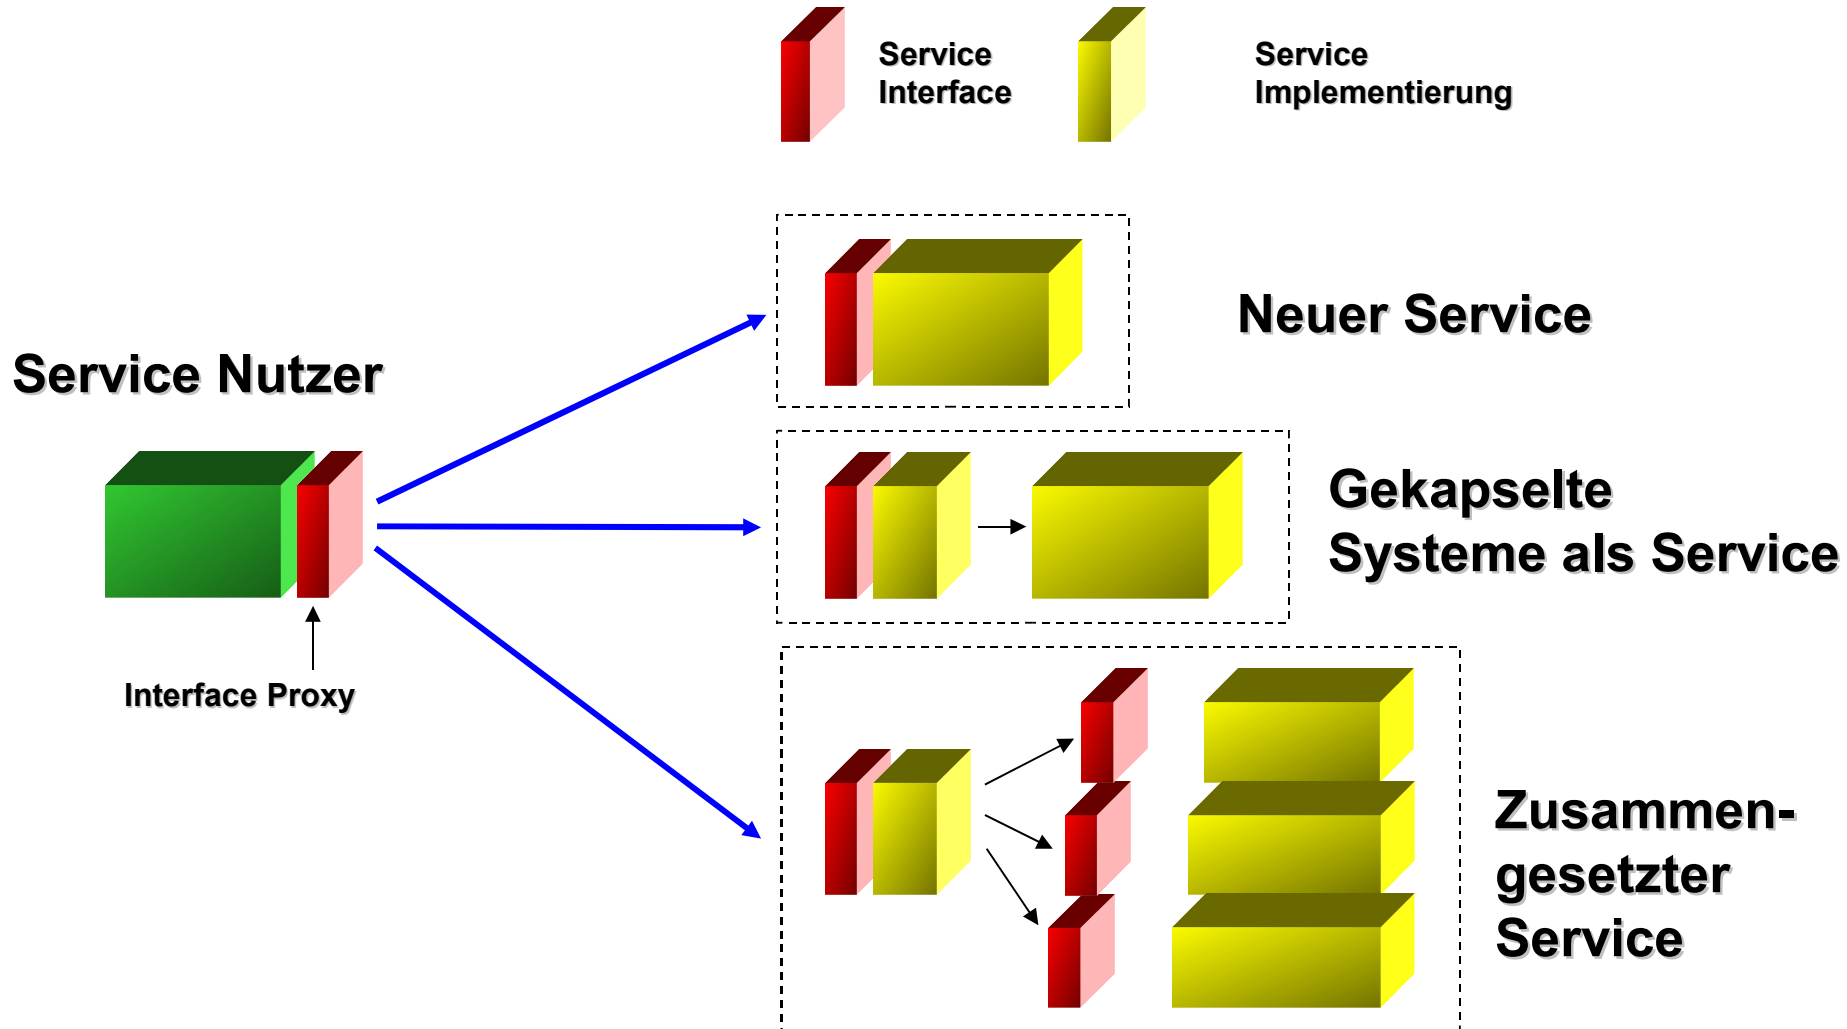 Service
Interface
Service
Implementierung
Neuer Service
Service Nutzer
Gekapselte
Systeme als Service
Interface Proxy
Zusammen-
gesetzter
Service